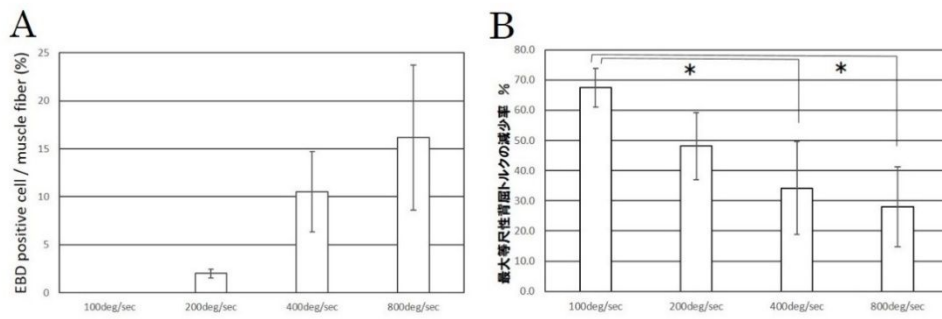 A
EBD positive cell / muscle fiber (%)
25
20
15
10
5
0
100deg/sec 200deg/sec 400deg/sec 800deg/sec
B
最大等尺性背屈トルクの減少率 %
80.0
70.0
60.0
50.0
40.0
30.0
20.0
10.0
0.0
* *
100deg/sec 200deg/sec 400deg/sec 800deg/sec